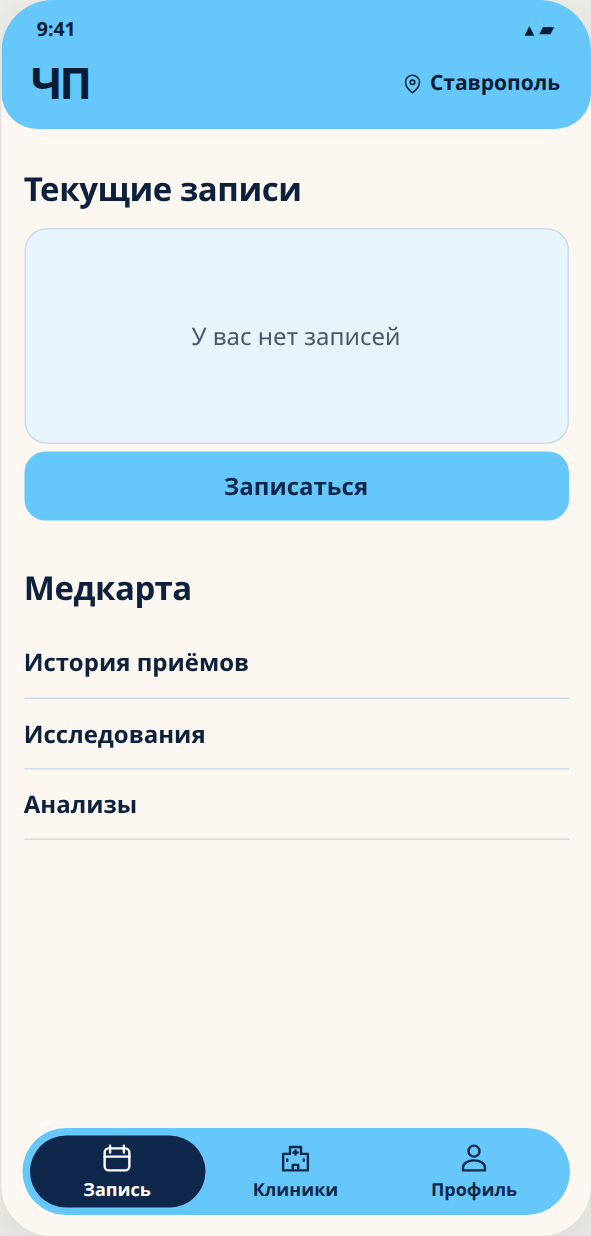 9:41
ЧП
Ставрополь
Текущие записи
У вас нет записей
Записаться
Медкарта
История приёмов
Исследования
Анализы
Запись
Клиники
Профиль